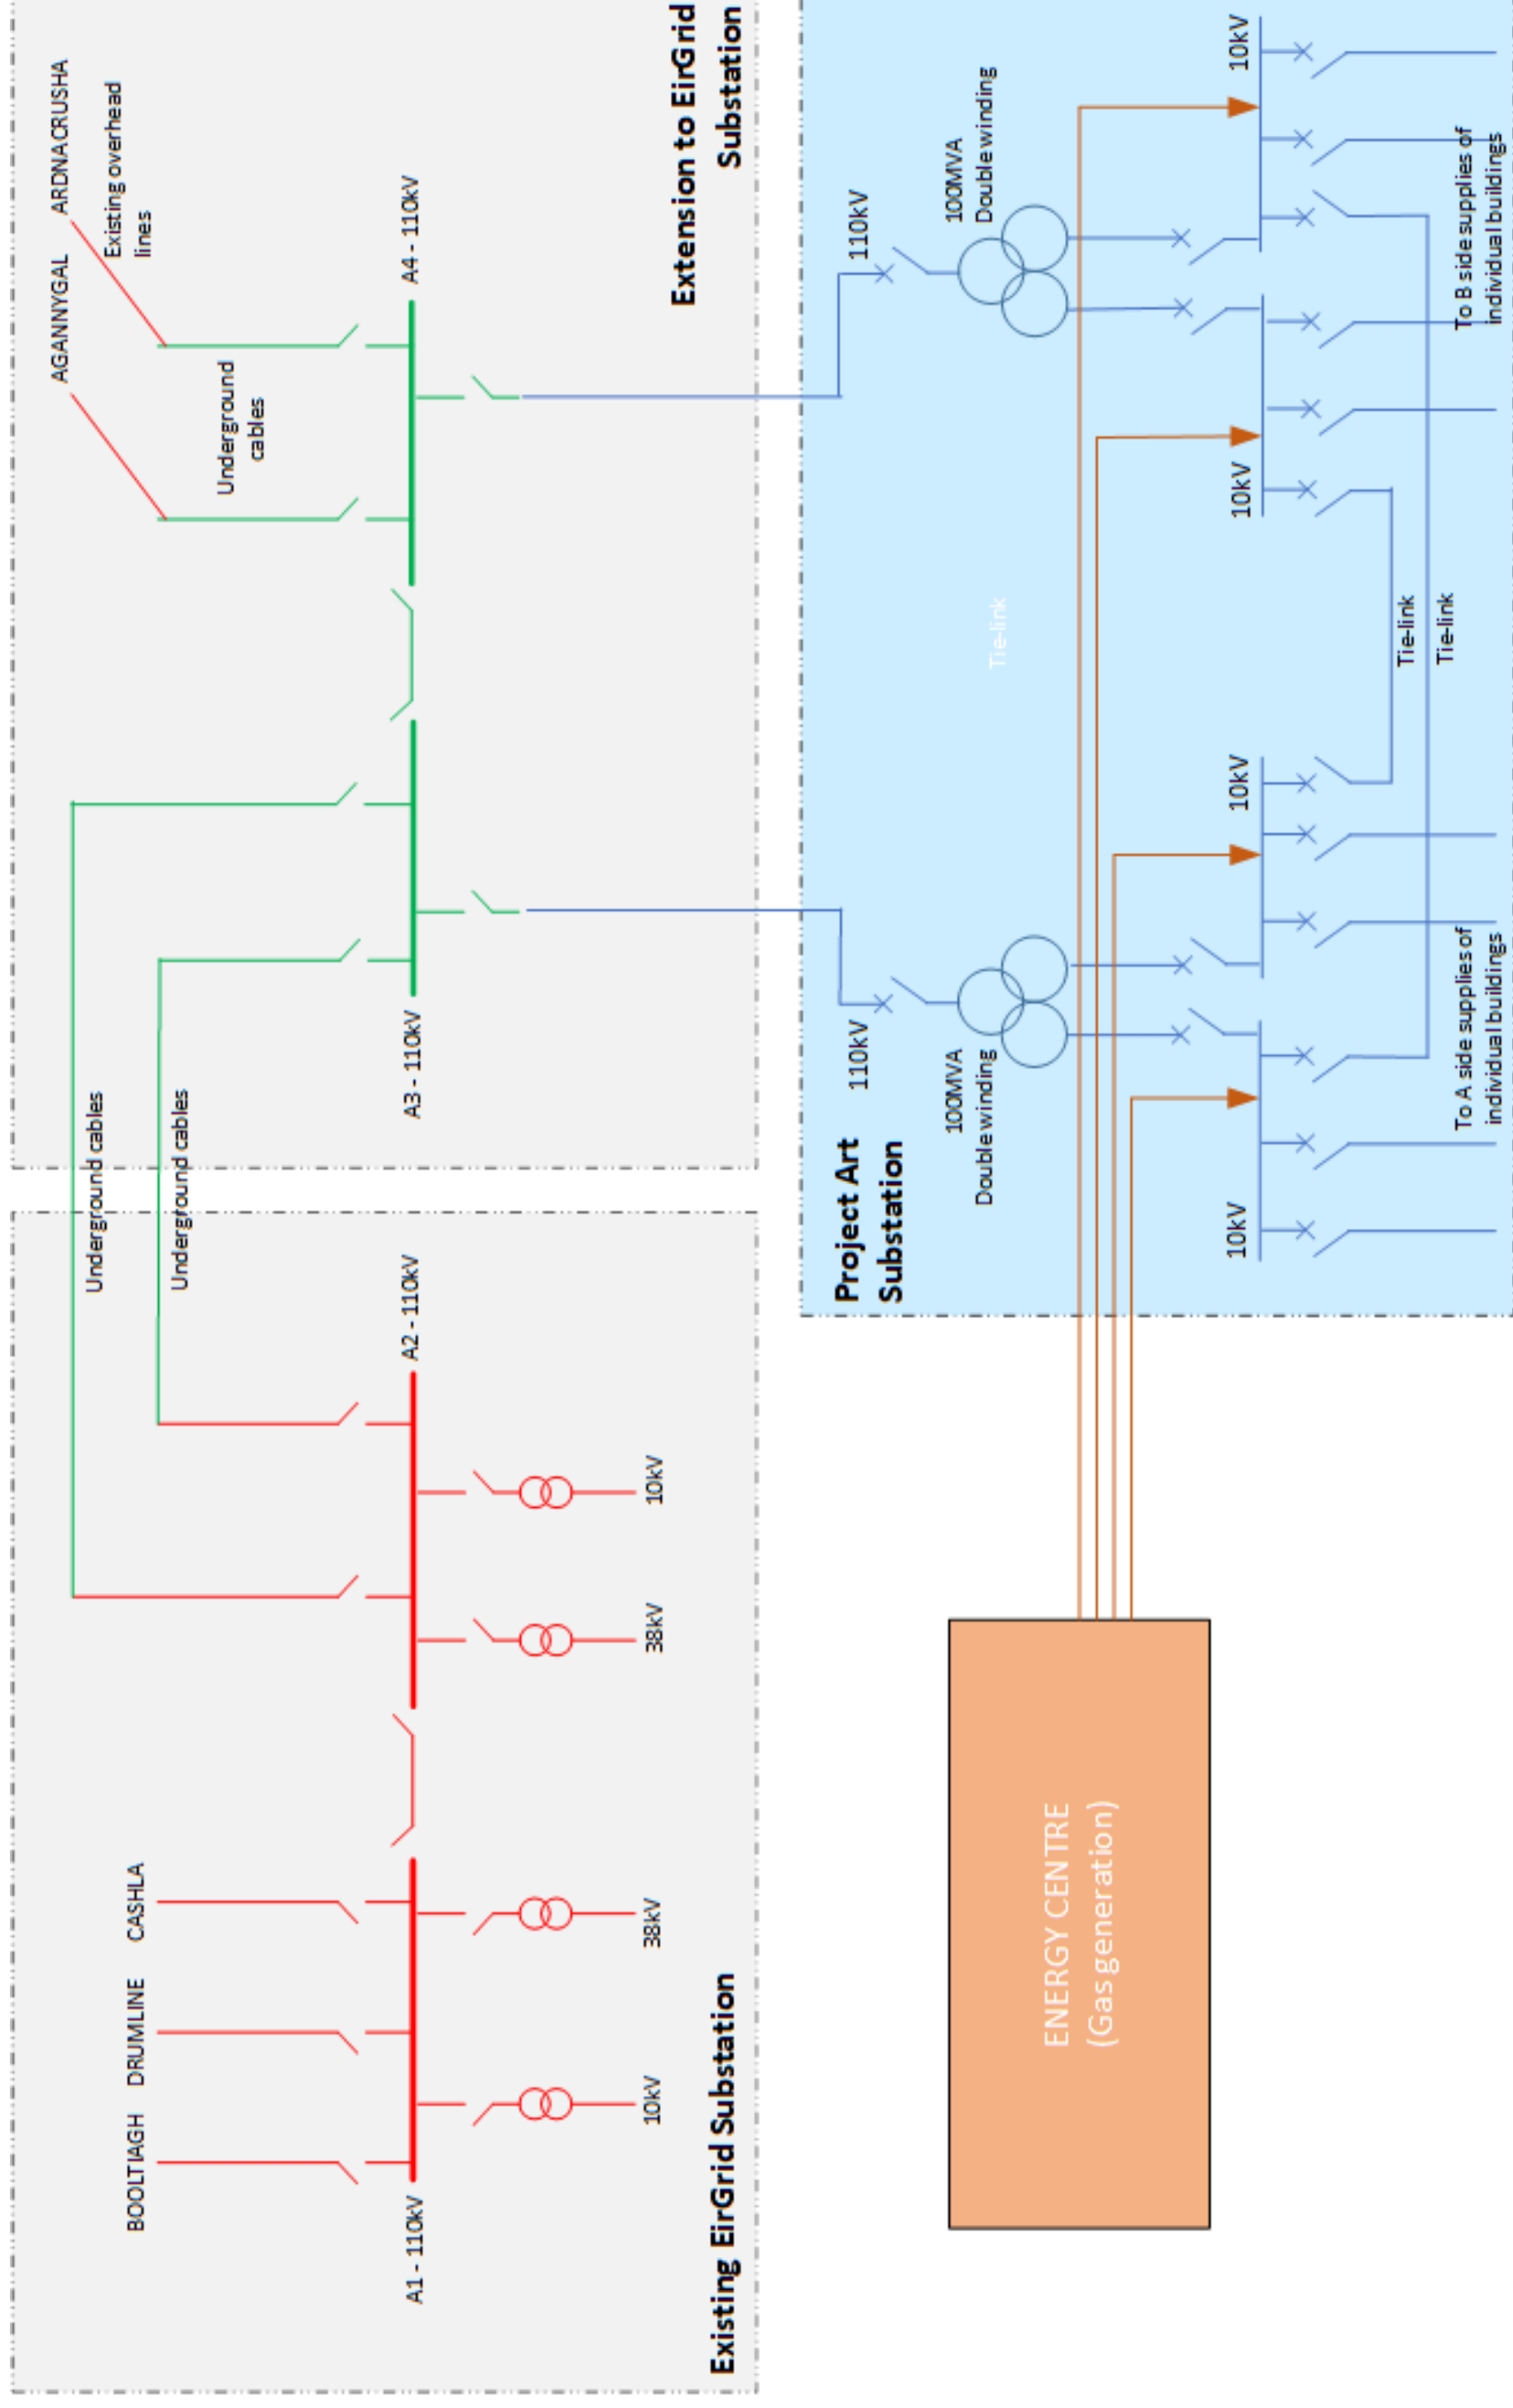 BOOLTIAGH
DRUMLINE
CASHLA
A1 - 110kV
10kV
38kV
Existing EirGrid Substation
A2 - 110kV
38kV
10kV
Underground cables
Underground cables
AGANNYGAL
ARDNACRUSHA
Existing overhead
lines
Underground
cables
A3 - 110kV
A4 - 110kV
Extension to EirGrid
Substation
ENERGY CENTRE
(Gas generation)
Project Art
Substation
110kV
100MVA
Double winding
10kV
10kV
To A side supplies of
individual buildings
Tie-link
Tie-link
Tie-link
110kV
100MVA
Double winding
10kV
10kV
To B side supplies of
individual buildings